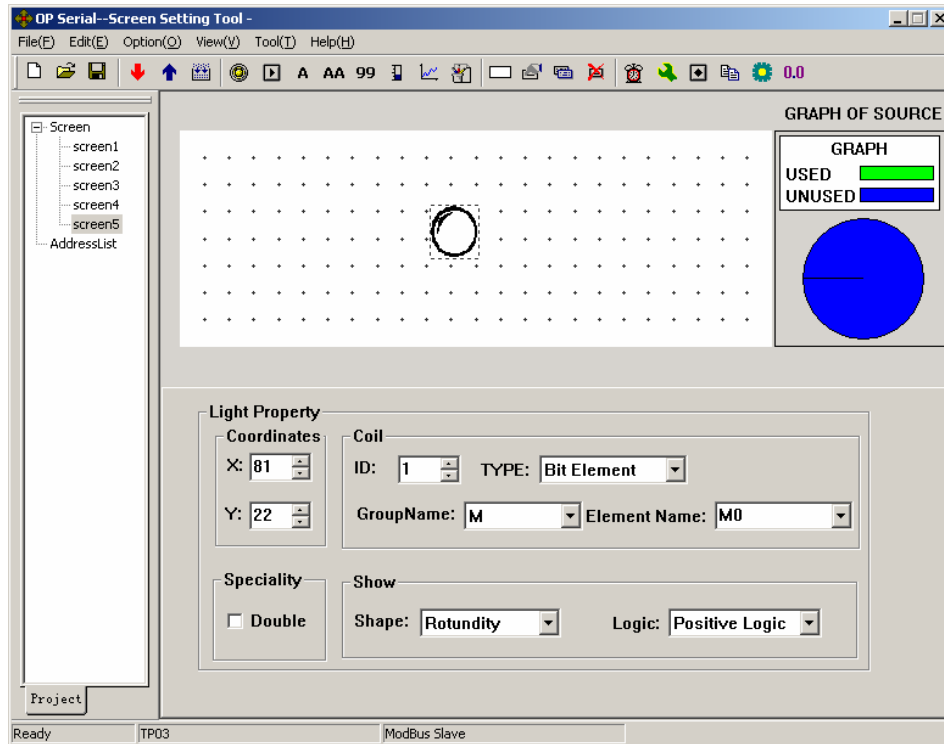 OP Serial--Screen Setting Tool -
File(F) Edit(E) Option(O) View(V) Tool(T) Help(H)
A AA 99 0.0
GRAPH OF SOURCE
Screen
screen1
screen2
screen3
screen4
screen5
AddressList
GRAPH
USED
UNUSED
Light Property
Coordinates
X: 81
Y: 22
Coil
ID: 1 TYPE: Bit Element
GroupName: M Element Name: M0
Speciality
Double
Show
Shape: Rotundity Logic: Positive Logic
Project
Ready TP03 ModBus Slave